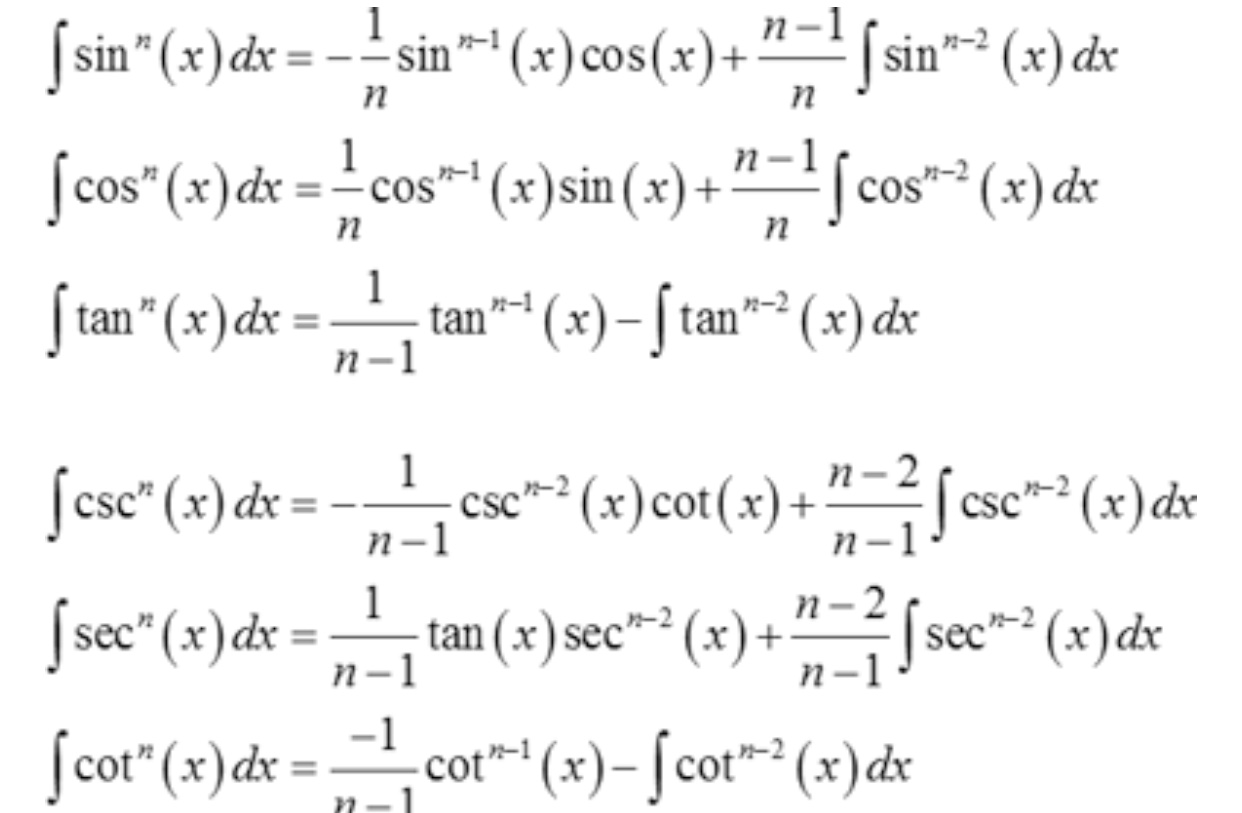 ∫ sinⁿ(x) dx = −(1/n) sinⁿ⁻¹(x) cos(x) + ((n−1)/n) ∫ sinⁿ⁻²(x) dx
∫ cosⁿ(x) dx = (1/n) cosⁿ⁻¹(x) sin(x) + ((n−1)/n) ∫ cosⁿ⁻²(x) dx
∫ tanⁿ(x) dx = (1/(n−1)) tanⁿ⁻¹(x) − ∫ tanⁿ⁻²(x) dx
∫ cscⁿ(x) dx = −(1/(n−1)) cscⁿ⁻²(x) cot(x) + ((n−2)/(n−1)) ∫ cscⁿ⁻²(x) dx
∫ secⁿ(x) dx = (1/(n−1)) tan(x) secⁿ⁻²(x) + ((n−2)/(n−1)) ∫ secⁿ⁻²(x) dx
∫ cotⁿ(x) dx = (−1/(n−1)) cotⁿ⁻¹(x) − ∫ cotⁿ⁻²(x) dx